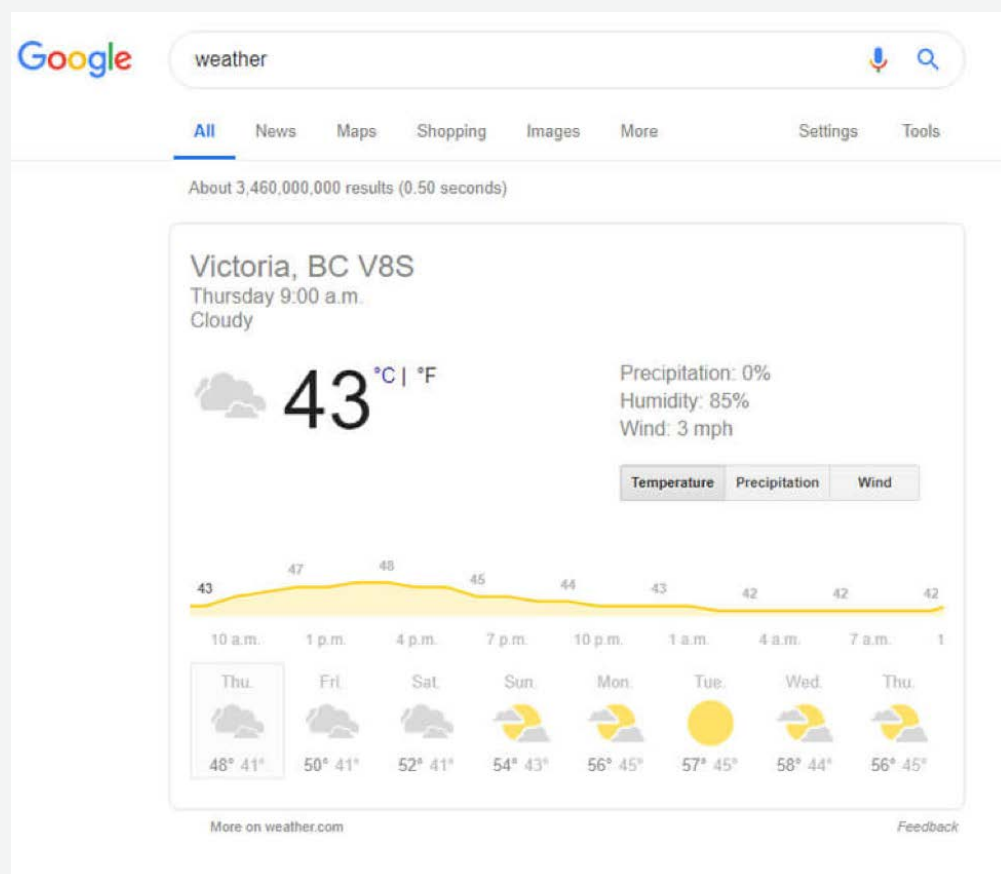 Google weather
All News Maps Shopping Images More Settings Tools
About 3,460,000,000 results (0.50 seconds)
Victoria, BC V8S
Thursday 9:00 a.m.
Cloudy
43 °C | °F
Precipitation: 0%
Humidity: 85%
Wind: 3 mph
Temperature Precipitation Wind
43 47 48 45 44 43 42 42 42
10 a.m. 1 p.m. 4 p.m. 7 p.m. 10 p.m. 1 a.m. 4 a.m. 7 a.m. 1
Thu. Fri. Sat. Sun. Mon. Tue. Wed. Thu.
48° 41° 50° 41° 52° 41° 54° 43° 56° 45° 57° 45° 58° 44° 56° 45°
More on weather.com Feedback